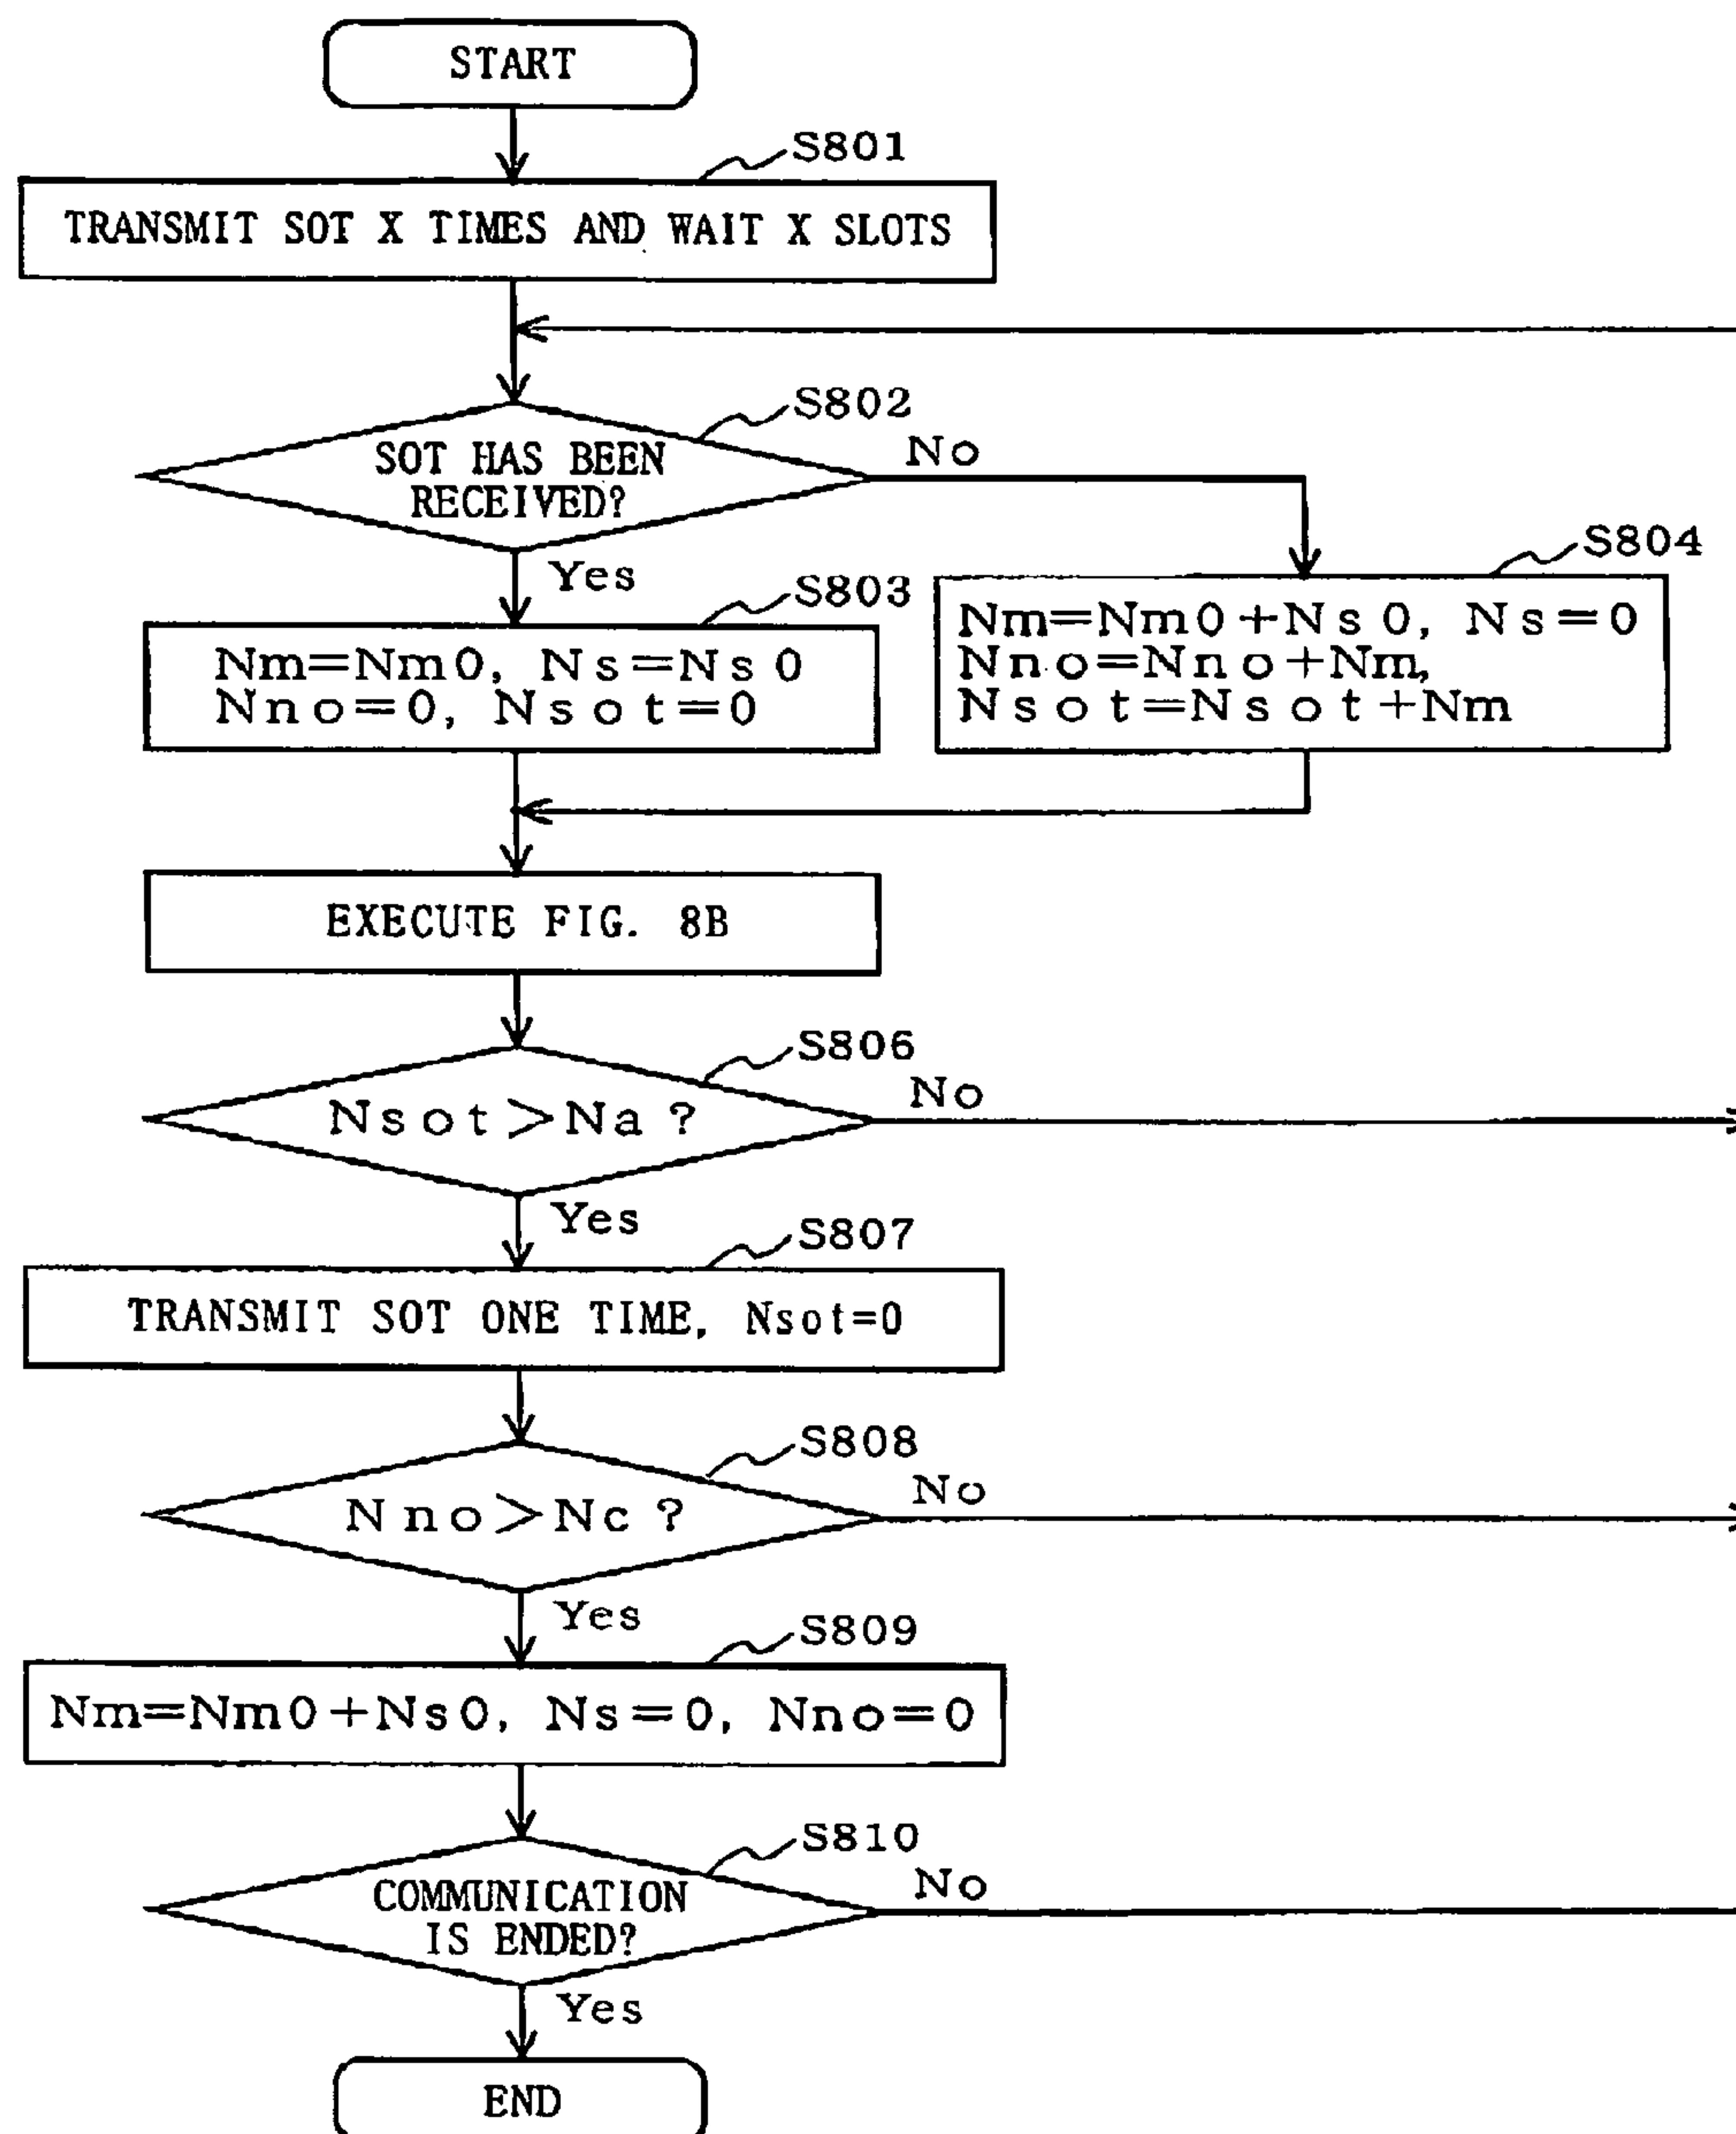 START
S801
TRANSMIT SOT X TIMES AND WAIT X SLOTS
S802
SOT HAS BEEN
RECEIVED?
No
Yes
S803
Nm=Nm0, Ns=Ns0
Nno=0, Nsot=0
S804
Nm=Nm0+Ns0, Ns=0
Nno=Nno+Nm,
Nsot=Nsot+Nm
EXECUTE FIG. 8B
S806
Nsot>Na?
No
Yes
S807
TRANSMIT SOT ONE TIME, Nsot=0
S808
Nno>Nc?
No
Yes
S809
Nm=Nm0+Ns0, Ns=0, Nno=0
S810
COMMUNICATION
IS ENDED?
No
Yes
END